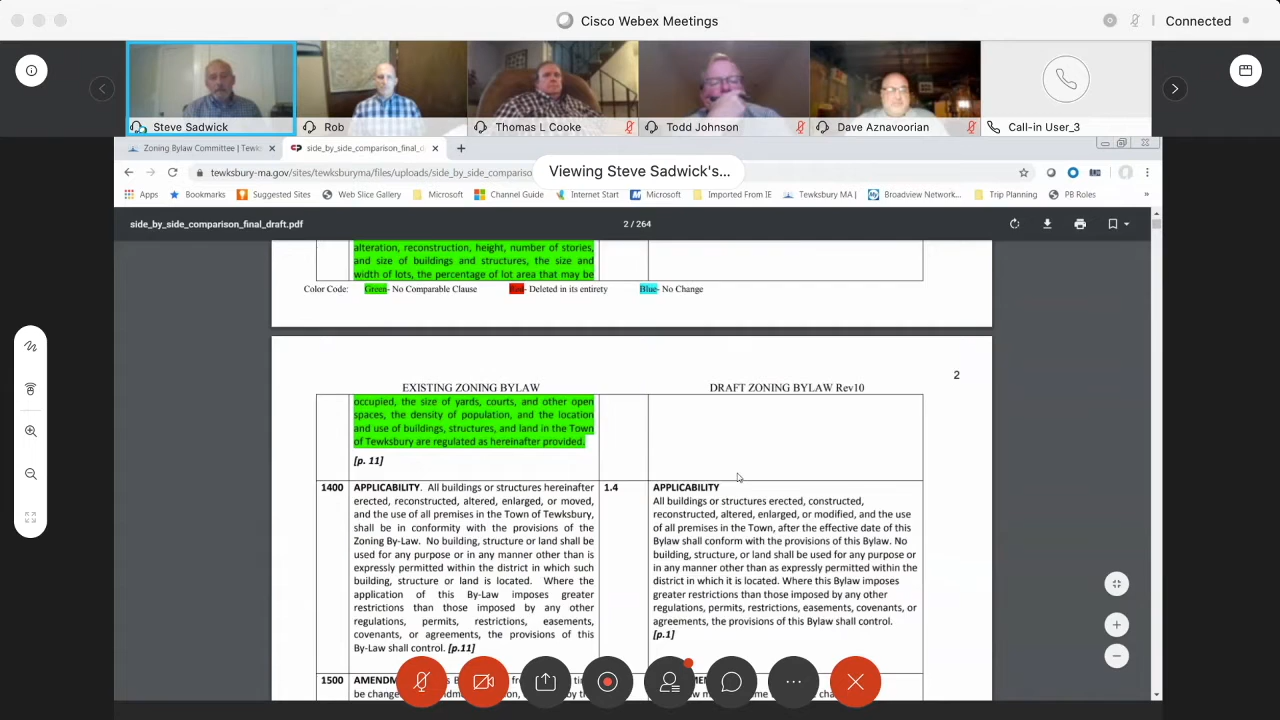 Cisco Webex Meetings
Connected
Steve Sadwick
Rob
Thomas L Cooke
Todd Johnson
Dave Aznavoorian
Call-in User_3
Zoning Bylaw Committee | Tewks
side_by_side_comparison_final_d
Viewing Steve Sadwick's...
tewksbury-ma.gov/sites/tewksburyma/files/uploads/side_by_side_compariso
Apps
Bookmarks
Suggested Sites
Web Slice Gallery
Microsoft
Channel Guide
Internet Start
Microsoft
Imported From IE
Tewksbury MA |
Broadview Network...
Trip Planning
PB Roles
»
side_by_side_comparison_final_draft.pdf
2 / 264
alteration, reconstruction, height, number of stories,
and size of buildings and structures, the size and
width of lots, the percentage of lot area that may be
Color Code: Green- No Comparable Clause Red- Deleted in its entirety Blue- No Change
2
EXISTING ZONING BYLAW
DRAFT ZONING BYLAW Rev10
occupied, the size of yards, courts, and other open
spaces, the density of population, and the location
and use of buildings, structures, and land in the Town
of Tewksbury are regulated as hereinafter provided.
[p. 11]
1400
APPLICABILITY. All buildings or structures hereinafter
erected, reconstructed, altered, enlarged, or moved,
and the use of all premises in the Town of Tewksbury,
shall be in conformity with the provisions of the
Zoning By-Law. No building, structure or land shall be
used for any purpose or in any manner other than is
expressly permitted within the district in which such
building, structure or land is located. Where the
application of this By-Law imposes greater
restrictions than those imposed by any other
regulations, permits, restrictions, easements,
covenants, or agreements, the provisions of this
By-Law shall control. [p.11]
1.4
APPLICABILITY
All buildings or structures erected, constructed,
reconstructed, altered, enlarged, or modified, and the use
of all premises in the Town, after the effective date of this
Bylaw shall conform with the provisions of this Bylaw. No
building, structure, or land shall be used for any purpose or
in any manner other than as expressly permitted within the
district in which it is located. Where this Bylaw imposes
greater restrictions than those imposed by any other
regulations, permits, restrictions, easements, covenants, or
agreements, the provisions of this Bylaw shall control.
[p.1]
1500
AMENDM
be change